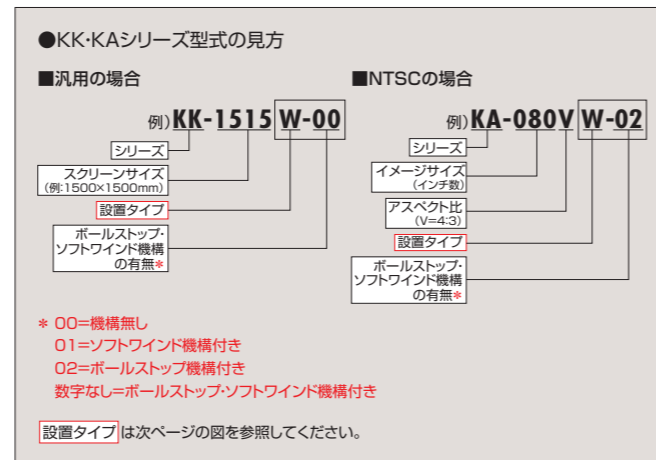 ●KK・KAシリーズ型式の見方
■汎用の場合
例)KK-1515W-00
シリーズ
スクリーンサイズ
(例:1500×1500mm)
設置タイプ
ボールストップ・
ソフトワインド機構
の有無*
■NTSCの場合
例)KA-080VW-02
シリーズ
イメージサイズ
(インチ数)
アスペクト比
(V=4:3)
設置タイプ
ボールストップ・
ソフトワインド機構
の有無*
* 00=機構無し
01=ソフトワインド機構付き
02=ボールストップ機構付き
数字なし=ボールストップ・ソフトワインド機構付き
設置タイプは次ページの図を参照してください。